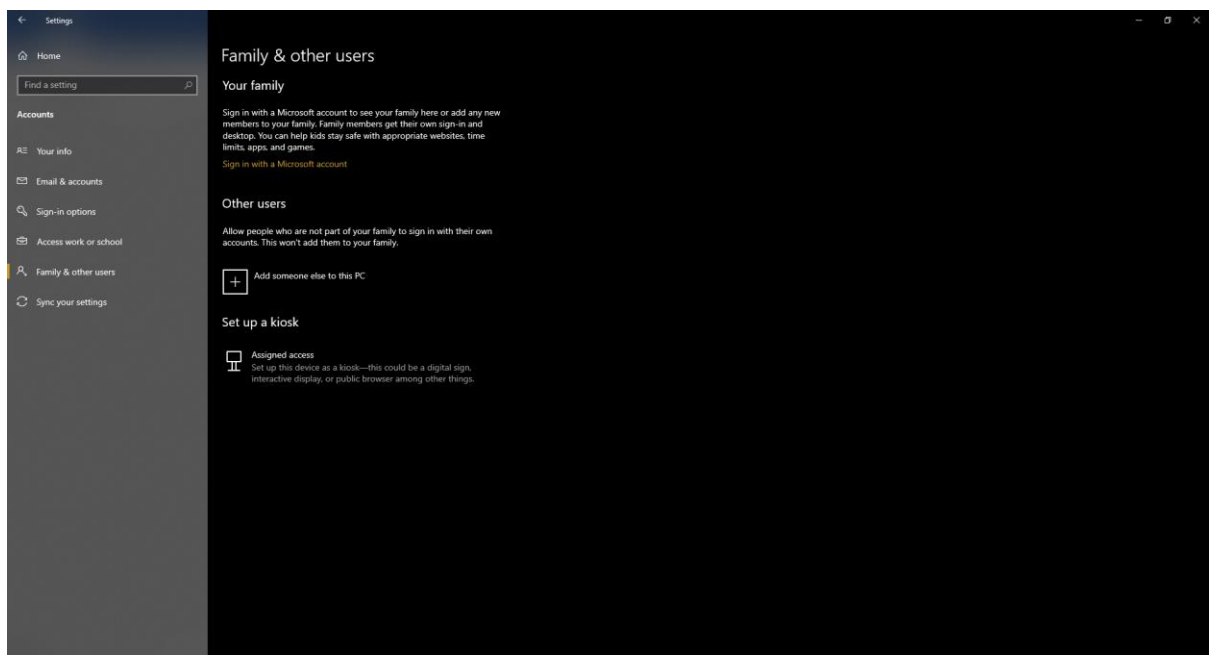 Settings
Home
Find a setting
Accounts
Your info
Email & accounts
Sign-in options
Access work or school
Family & other users
Sync your settings
Family & other users
Your family
Sign in with a Microsoft account to see your family here or add any new
members to your family. Family members get their own sign-in and
desktop. You can help kids stay safe with appropriate websites, time
limits, apps, and games.
Sign in with a Microsoft account
Other users
Allow people who are not part of your family to sign in with their own
accounts. This won't add them to your family.
Add someone else to this PC
Set up a kiosk
Assigned access
Set up this device as a kiosk—this could be a digital sign,
interactive display, or public browser among other things.